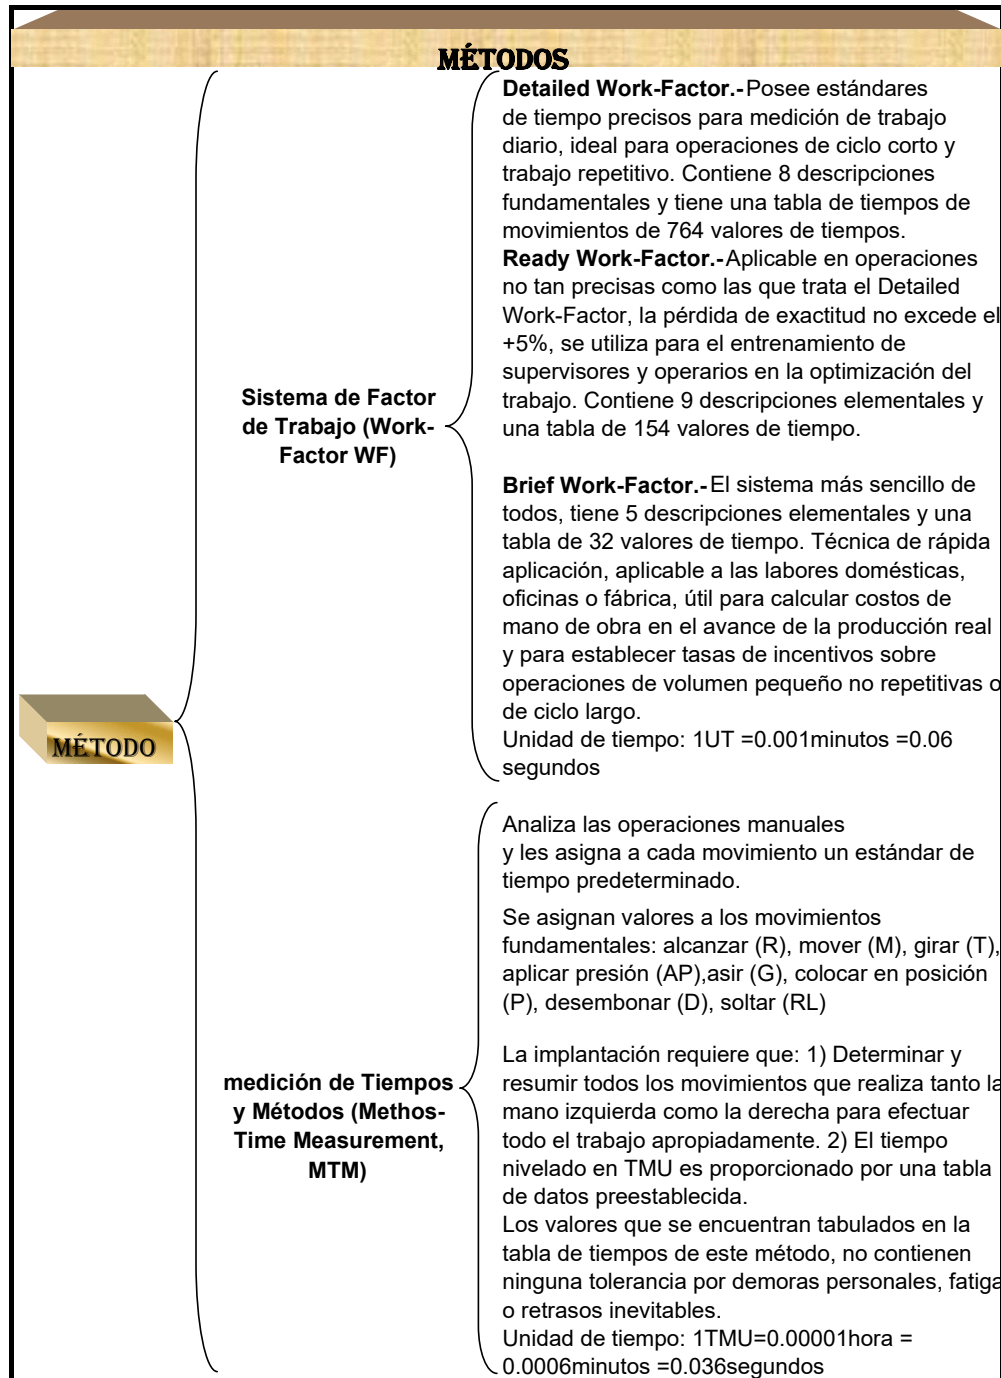 MÉTODOS
MÉTODO
Sistema de Factor
de Trabajo (Work-
Factor WF)
Detailed Work-Factor.-Posee estándares
de tiempo precisos para medición de trabajo
diario, ideal para operaciones de ciclo corto y
trabajo repetitivo. Contiene 8 descripciones
fundamentales y tiene una tabla de tiempos de
movimientos de 764 valores de tiempos.
Ready Work-Factor.-Aplicable en operaciones
no tan precisas como las que trata el Detailed
Work-Factor, la pérdida de exactitud no excede el
+5%, se utiliza para el entrenamiento de
supervisores y operarios en la optimización del
trabajo. Contiene 9 descripciones elementales y
una tabla de 154 valores de tiempo.
Brief Work-Factor.-El sistema más sencillo de
todos, tiene 5 descripciones elementales y una
tabla de 32 valores de tiempo. Técnica de rápida
aplicación, aplicable a las labores domésticas,
oficinas o fábrica, útil para calcular costos de
mano de obra en el avance de la producción real
y para establecer tasas de incentivos sobre
operaciones de volumen pequeño no repetitivas o
de ciclo largo.
Unidad de tiempo: 1UT =0.001minutos =0.06
segundos
medición de Tiempos
y Métodos (Methos-
Time Measurement,
MTM)
Analiza las operaciones manuales
y les asigna a cada movimiento un estándar de
tiempo predeterminado.
Se asignan valores a los movimientos
fundamentales: alcanzar (R), mover (M), girar (T),
aplicar presión (AP),asir (G), colocar en posición
(P), desembonar (D), soltar (RL)
La implantación requiere que: 1) Determinar y
resumir todos los movimientos que realiza tanto la
mano izquierda como la derecha para efectuar
todo el trabajo apropiadamente. 2) El tiempo
nivelado en TMU es proporcionado por una tabla
de datos preestablecida.
Los valores que se encuentran tabulados en la
tabla de tiempos de este método, no contienen
ninguna tolerancia por demoras personales, fatiga
o retrasos inevitables.
Unidad de tiempo: 1TMU=0.00001hora =
0.0006minutos =0.036segundos